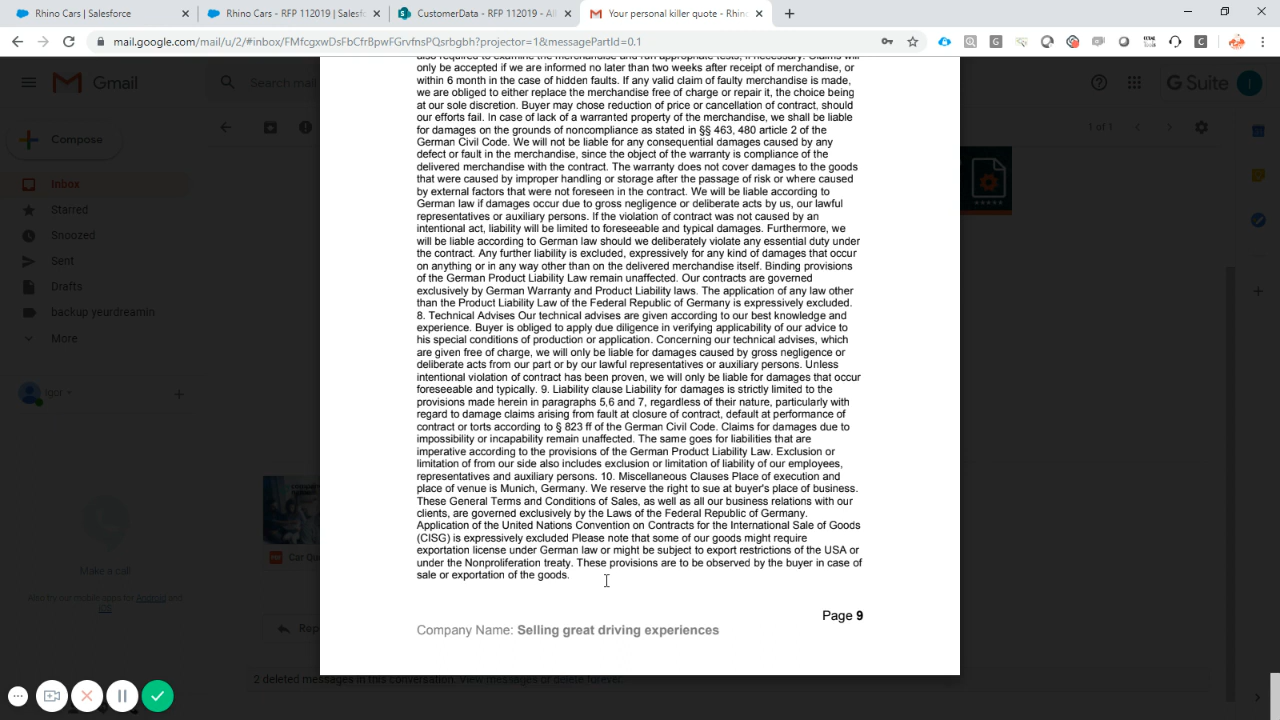 Rhino Cars - RFP 112019 | Salesf
Rhino Cars - RFP 112019 | Salesfo
CustomerData - RFP 112019 - All
Your offer - Rhino
mail.google.com/mail/u/2/#inbox/FMfcgxwDsFbCfrBpwFGrvfnsPQsrbgbh?projector=1&messagePartId=0.1
Gmail
Search mail
G Suite
Compose
1 of 1
Inbox
Starred
Snoozed
Sent
Drafts
backup yeurdreamin
More
Igor
Make a call
Also try our mobile apps for Android and
iOS
Car Qu
Rep
2 deleted messages in this conversation. View messages or delete forever.
also required to examine the merchandise and run appropriate tests, if necessary. Claims will
only be accepted if we are informed no later than two weeks after receipt of merchandise, or
within 6 month in the case of hidden faults. If any valid claim of faulty merchandise is made,
we are obliged to either replace the merchandise free of charge or repair it, the choice being
at our sole discretion. Buyer may chose reduction of price or cancellation of contract, should
our efforts fail. In case of lack of a warranted property of the merchandise, we shall be liable
for damages on the grounds of noncompliance as stated in §§ 463, 480 article 2 of the
German Civil Code. We will not be liable for any consequential damages caused by any
defect or fault in the merchandise, since the object of the warranty is compliance of the
delivered merchandise with the contract. The warranty does not cover damages to the goods
that were caused by improper handling or storage after the passage of risk or where caused
by external factors that were not foreseen in the contract. We will be liable according to
German law if damages occur due to gross negligence or deliberate acts by us, our lawful
representatives or auxiliary persons. If the violation of contract was not caused by an
intentional act, liability will be limited to foreseeable and typical damages. Furthermore, we
will be liable according to German law should we deliberately violate any essential duty under
the contract. Any further liability is excluded, expressively for any kind of damages that occur
on anything or in any way other than on the delivered merchandise itself. Binding provisions
of the German Product Liability Law remain unaffected. Our contracts are governed
exclusively by German Warranty and Product Liability laws. The application of any law other
than the Product Liability Law of the Federal Republic of Germany is expressively excluded.
8. Technical Advises Our technical advises are given according to our best knowledge and
experience. Buyer is obliged to apply due diligence in verifying applicability of our advice to
his special conditions of production or application. Concerning our technical advises, which
are given free of charge, we will only be liable for damages caused by gross negligence or
deliberate acts from our part or by our lawful representatives or auxiliary persons. Unless
intentional violation of contract has been proven, we will only be liable for damages that occur
foreseeable and typically. 9. Liability clause Liability for damages is strictly limited to the
provisions made herein in paragraphs 5,6 and 7, regardless of their nature, particularly with
regard to damage claims arising from fault at closure of contract, default at performance of
contract or torts according to § 823 ff of the German Civil Code. Claims for damages due to
impossibility or incapability remain unaffected. The same goes for liabilities that are
imperative according to the provisions of the German Product Liability Law. Exclusion or
limitation of from our side also includes exclusion or limitation of liability of our employees,
representatives and auxiliary persons. 10. Miscellaneous Clauses Place of execution and
place of venue is Munich, Germany. We reserve the right to sue at buyer's place of business.
These General Terms and Conditions of Sales, as well as all our business relations with our
clients, are governed exclusively by the Laws of the Federal Republic of Germany.
Application of the United Nations Convention on Contracts for the International Sale of Goods
(CISG) is expressively excluded Please note that some of our goods might require
exportation license under German law or might be subject to export restrictions of the USA or
under the Nonproliferation treaty. These provisions are to be observed by the buyer in case of
sale or exportation of the goods.
Page 9
Company Name: Selling great driving experiences